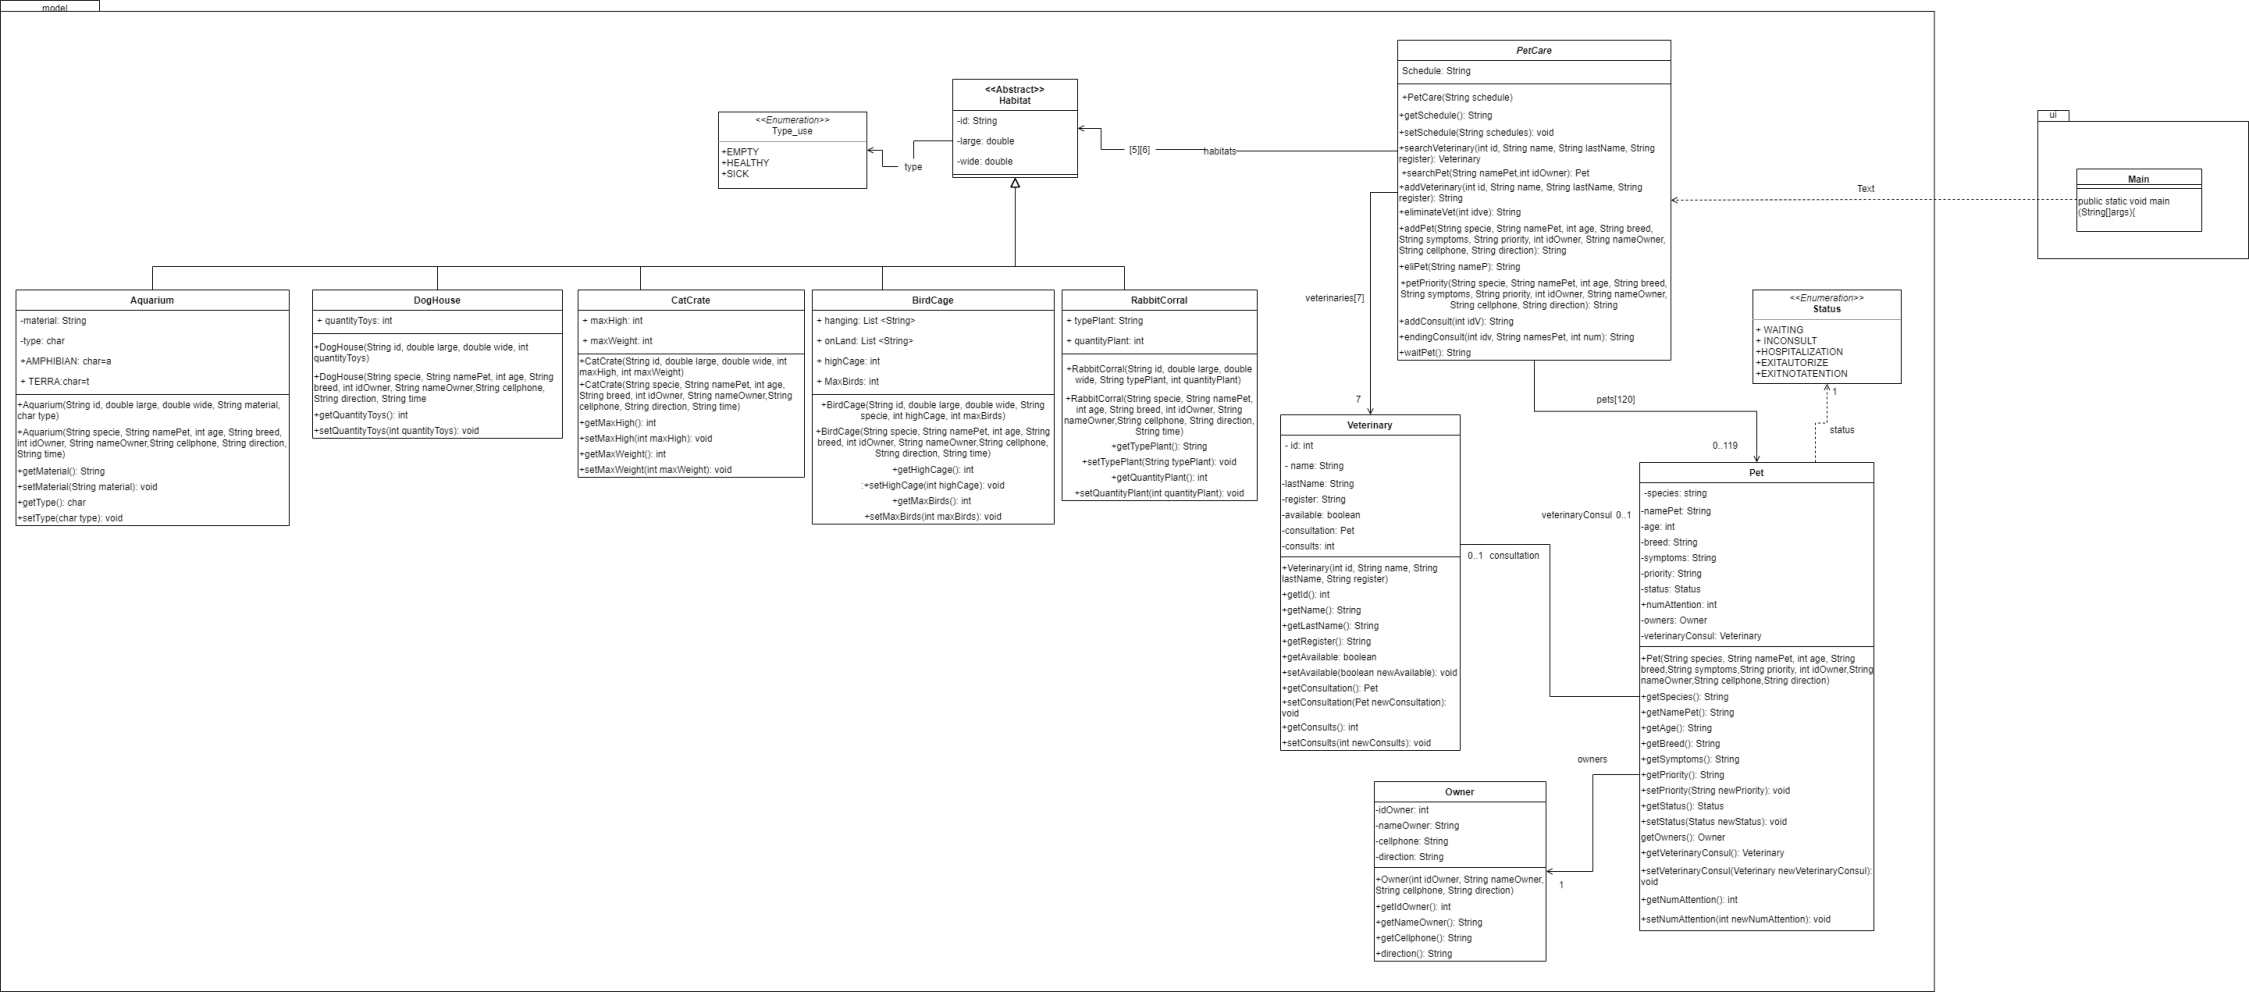 model
PetCare
Schedule: String
+PetCare(String schedule)
+getSchedule(): String
+setSchedule(String schedules): void
+searchVeterinary(int id, String name, String lastName, String
register): Veterinary
+searchPet(String namePet,int idOwner): Pet
+addVeterinary(int id, String name, String lastName, String
register): String
+eliminateVet(int idve): String
+addPet(String specie, String namePet, int age, String breed,
String symptoms, String priority, int idOwner, String nameOwner,
String cellphone, String direction): String
+eliPet(String nameP): String
+petPriority(String specie, String namePet, int age, String breed,
String symptoms, String priority, int idOwner, String nameOwner,
String cellphone, String direction): String
+addConsult(int idV): String
+endingConsult(int idv, String namesPet, int num): String
+waitPet(): String
<<Abstract>>
Habitat
-id: String
-large: double
-wide: double
<<Enumeration>>
Type_use
+EMPTY
+HEALTHY
+SICK
type
[5][6]
habitats
ui
Main
public static void main
(String[]args){
Text
Aquarium
-material: String
-type: char
+AMPHIBIAN: char=a
+ TERRA:char=t
+Aquarium(String id, double large, double wide, String material,
char type)
+Aquarium(String specie, String namePet, int age, String breed,
int idOwner, String nameOwner,String cellphone, String direction,
String time)
+getMaterial(): String
+setMaterial(String material): void
+getType(): char
+setType(char type): void
DogHouse
+ quantityToys: int
+DogHouse(String id, double large, double wide, int
quantityToys)
+DogHouse(String specie, String namePet, int age, String
breed, int idOwner, String nameOwner,String cellphone,
String direction, String time
+getQuantityToys(): int
+setQuantityToys(int quantityToys): void
CatCrate
+ maxHigh: int
+ maxWeight: int
+CatCrate(String id, double large, double wide, int
maxHigh, int maxWeight)
+CatCrate(String specie, String namePet, int age,
String breed, int idOwner, String nameOwner,String
cellphone, String direction, String time)
+getMaxHigh(): int
+setMaxHigh(int maxHigh): void
+getMaxWeight(): int
+setMaxWeight(int maxWeight): void
BirdCage
+ hanging: List <String>
+ onLand: List <String>
+ highCage: int
+ MaxBirds: int
+BirdCage(String id, double large, double wide, String
specie, int highCage, int maxBirds)
+BirdCage(String specie, String namePet, int age, String
breed, int idOwner, String nameOwner,String cellphone,
String direction, String time)
+getHighCage(): int
:+setHighCage(int highCage): void
+getMaxBirds(): int
+setMaxBirds(int maxBirds): void
RabbitCorral
+ typePlant: String
+ quantityPlant: int
+RabbitCorral(String id, double large, double
wide, String typePlant, int quantityPlant)
+RabbitCorral(String specie, String namePet,
int age, String breed, int idOwner, String
nameOwner,String cellphone, String direction,
String time)
+getTypePlant(): String
+setTypePlant(String typePlant): void
+getQuantityPlant(): int
+setQuantityPlant(int quantityPlant): void
veterinaries[7]
7
pets[120]
0..119
<<Enumeration>>
Status
+ WAITING
+ INCONSULT
+HOSPITALIZATION
+EXITAUTORIZE
+EXITNOTATENTION
1
status
Veterinary
- id: int
- name: String
-lastName: String
-register: String
-available: boolean
-consultation: Pet
-consults: int
+Veterinary(int id, String name, String
lastName, String register)
+getId(): int
+getName(): String
+getLastName(): String
+getRegister(): String
+getAvailable: boolean
+setAvailable(boolean newAvailable): void
+getConsultation(): Pet
+setConsultation(Pet newConsultation):
void
+getConsults(): int
+setConsults(int newConsults): void
veterinaryConsul 0..1
0..1 consultation
Pet
-species: string
-namePet: String
-age: int
-breed: String
-symptoms: String
-priority: String
-status: Status
+numAttention: int
-owners: Owner
-veterinaryConsul: Veterinary
+Pet(String species, String namePet, int age, String
breed,String symptoms,String priority, int idOwner,String
nameOwner,String cellphone,String direction)
+getSpecies(): String
+getNamePet(): String
+getAge(): String
+getBreed(): String
+getSymptoms(): String
+getPriority(): String
+setPriority(String newPriority): void
+getStatus(): Status
+setStatus(Status newStatus): void
getOwners(): Owner
+getVeterinaryConsul(): Veterinary
+setVeterinaryConsul(Veterinary newVeterinaryConsul):
void
+getNumAttention(): int
+setNumAttention(int newNumAttention): void
owners
1
Owner
-idOwner: int
-nameOwner: String
-cellphone: String
-direction: String
+Owner(int idOwner, String nameOwner,
String cellphone, String direction)
+getIdOwner(): int
+getNameOwner(): String
+getCellphone(): String
+direction(): String